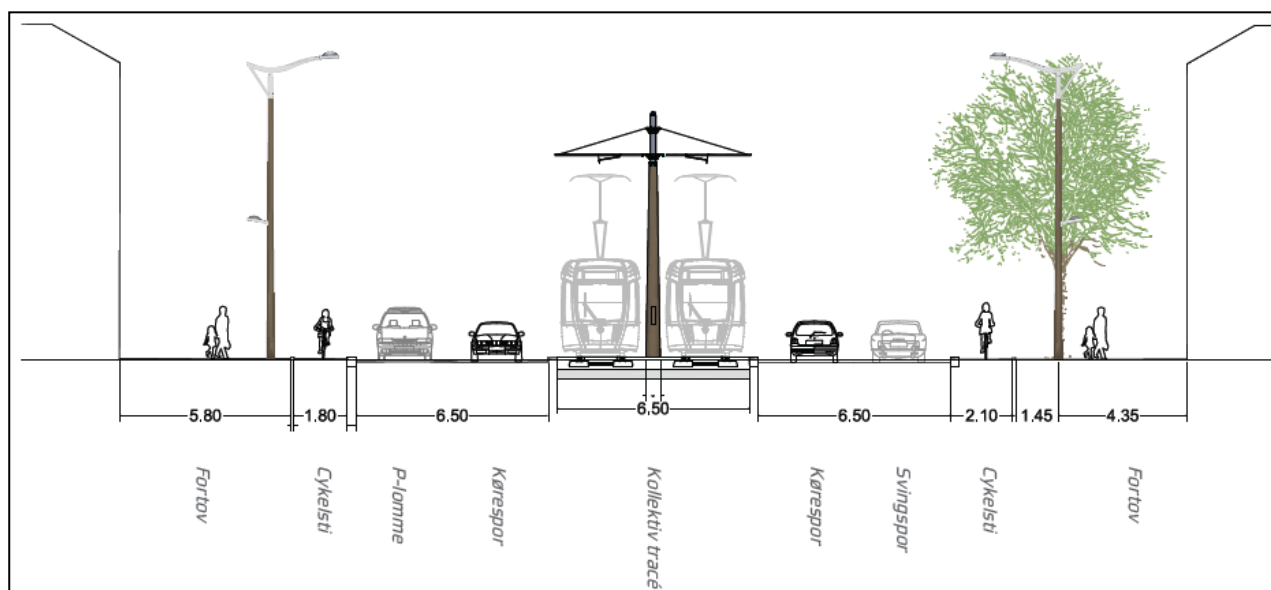 5.80
1.80
6.50
6.50
6.50
2.10
1.45
4.35
Fortov
Cykelsti
P-lomme
Kørespor
Kollektiv tracé
Kørespor
Svingspor
Cykelsti
Fortov